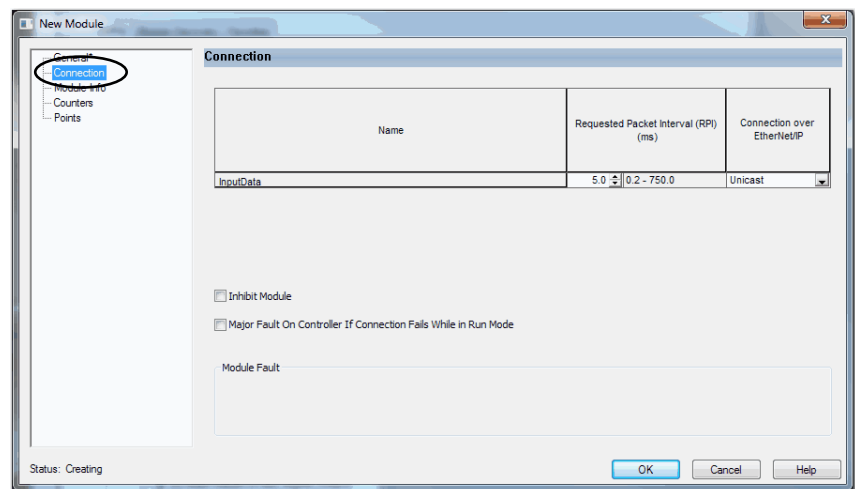 New Module
General*
Connection
Module Info
Counters
Points
Connection
Name
Requested Packet Interval (RPI)
(ms)
Connection over
EtherNet/IP
InputData
5.0
0.2 - 750.0
Unicast
Inhibit Module
Major Fault On Controller If Connection Fails While in Run Mode
Module Fault
Status: Creating
OK
Cancel
Help